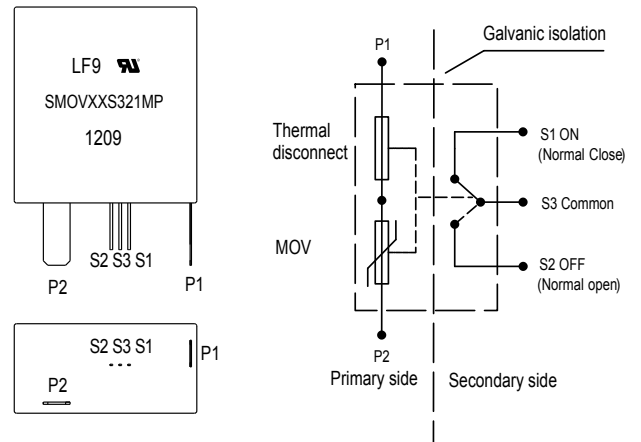 LF9
SMOVXXS321MP
1209
S2 S3 S1
P2
P1
S2 S3 S1
P1
P2
Galvanic isolation
P1
Thermal
disconnect
MOV
S1 ON
(Normal Close)
S3 Common
S2 OFF
(Normal open)
P2
Primary side
Secondary side